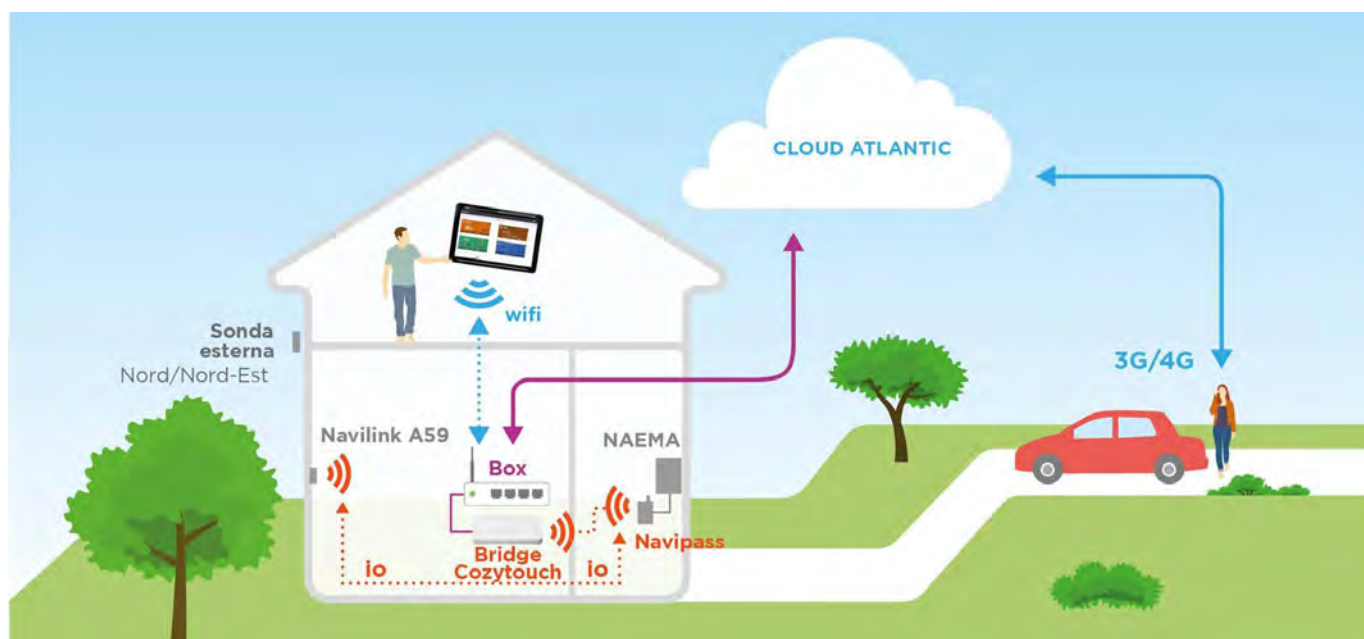 CLOUD ATLANTIC
wifi
Sonda
esterna
Nord/Nord-Est
3G/4G
Navilink A59
NAEMA
Box
Navipass
Bridge
Cozytouch
io
io